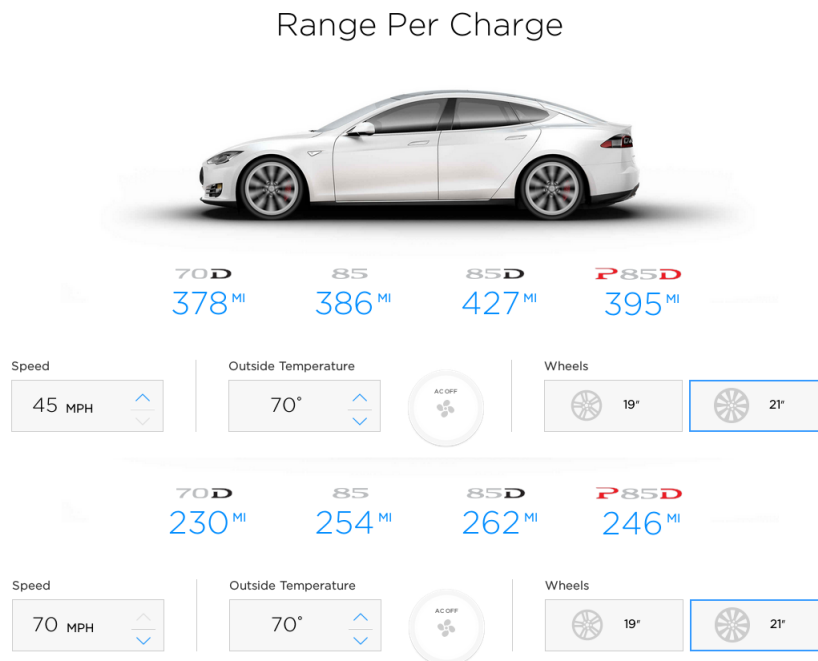 Range Per Charge
70D 85 85D P85D
378 MI 386 MI 427 MI 395 MI
Speed Outside Temperature Wheels
45 MPH 70° AC OFF 19" 21"
70D 85 85D P85D
230 MI 254 MI 262 MI 246 MI
Speed Outside Temperature Wheels
70 MPH 70° AC OFF 19" 21"